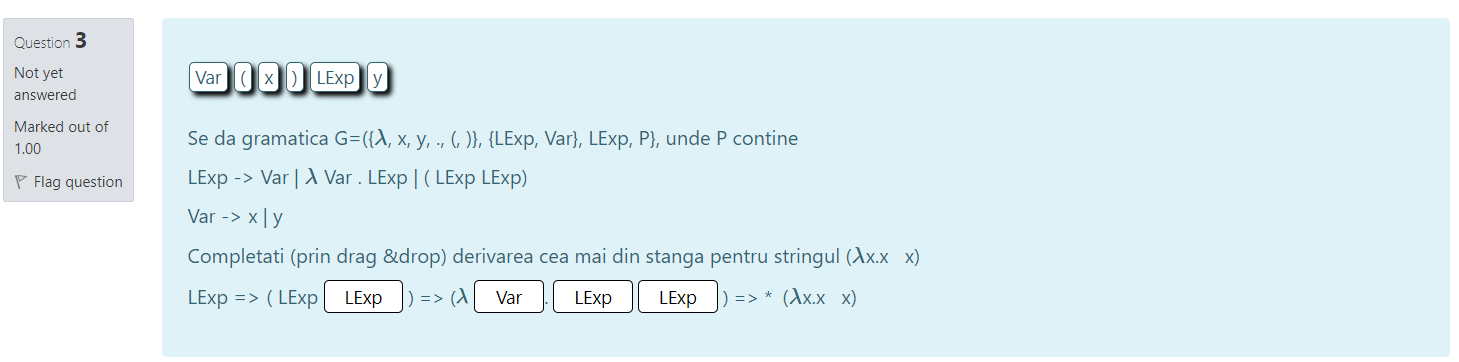 Question 3
Not yet
answered
Marked out of
1.00
Flag question
Var ( x ) LExp y
Se da gramatica G=({λ, x, y, ., (, )}, {LExp, Var}, LExp, P}, unde P contine
LExp -> Var | λ Var . LExp | ( LExp LExp)
Var -> x | y
Completati (prin drag &drop) derivarea cea mai din stanga pentru stringul (λx.x x)
LExp => ( LExp LExp ) => (λ Var . LExp LExp ) => * (λx.x x)